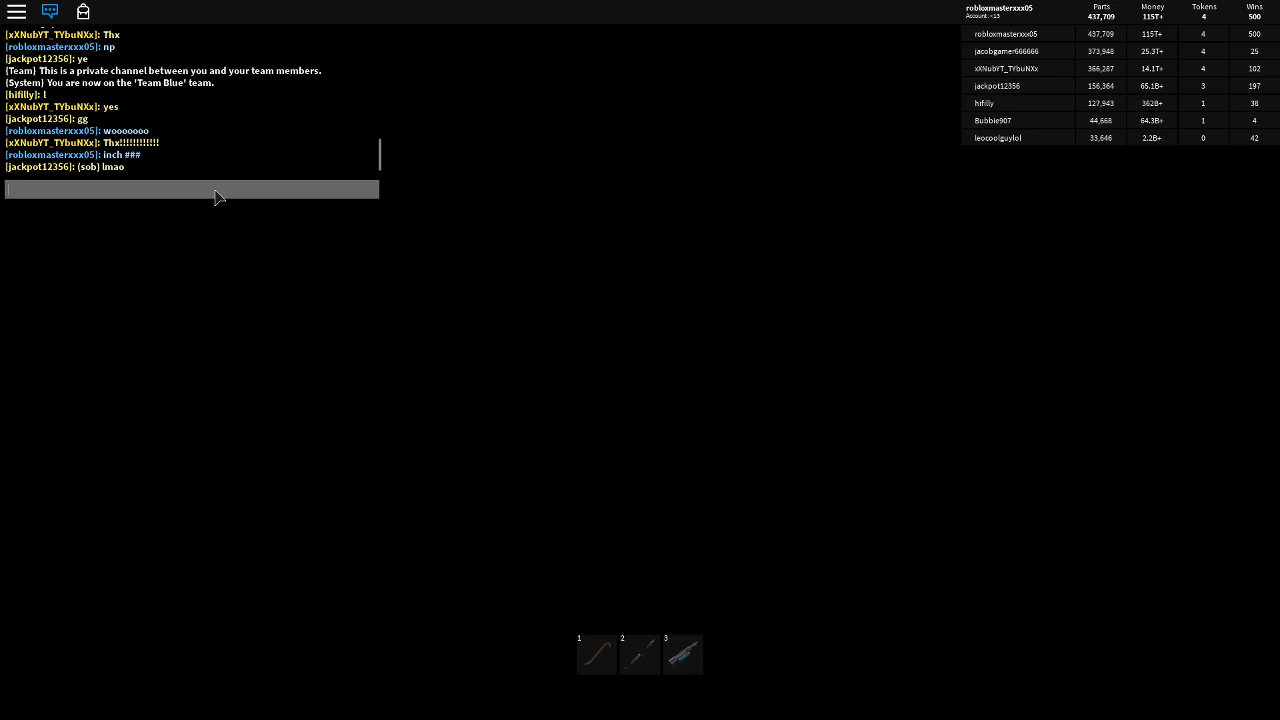 robloxmasterxxx05
Account: <13
Parts
437,709
Money
115T+
Tokens
4
Wins
500
[xXNubYT_TYbuNXx]: Thx
[robloxmasterxxx05]: np
[jackpot12356]: ye
{Team} This is a private channel between you and your team members.
{System} You are now on the 'Team Blue' team.
[hifilly]: l
[xXNubYT_TYbuNXx]: yes
[jackpot12356]: gg
[robloxmasterxxx05]: wooooooo
[xXNubYT_TYbuNXx]: Thx!!!!!!!!!!!!
[robloxmasterxxx05]: inch ###
[jackpot12356]: (sob) lmao
robloxmasterxxx05 437,709 115T+ 4 500
jacobgamer666666 373,948 25.3T+ 4 25
xXNubYT_TYbuNXx 366,287 14.1T+ 4 102
jackpot12356 156,364 65.1B+ 3 197
hifilly 127,943 362B+ 1 38
Bubbie907 44,668 64.3B+ 1 4
leocoolguylol 33,646 2.2B+ 0 42
1 2 3